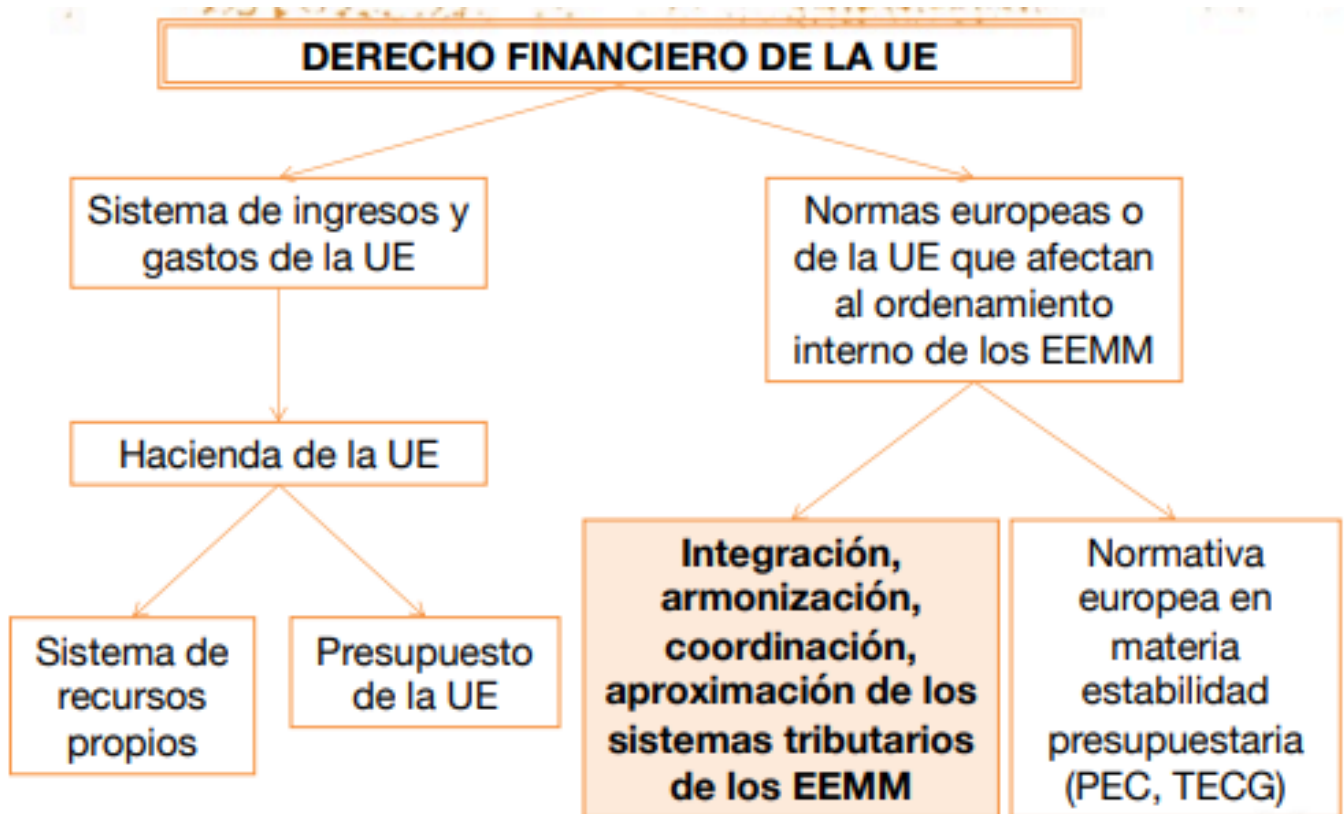 DERECHO FINANCIERO DE LA UE
Sistema de ingresos y
gastos de la UE
Normas europeas o
de la UE que afectan
al ordenamiento
interno de los EEMM
Hacienda de la UE
Sistema de
recursos
propios
Presupuesto
de la UE
Integración,
armonización,
coordinación,
aproximación de los
sistemas tributarios
de los EEMM
Normativa
europea en
materia
estabilidad
presupuestaria
(PEC, TECG)